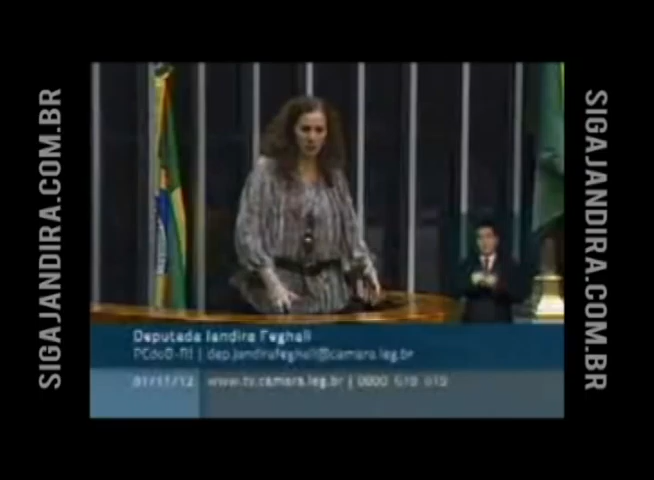 SIGAJANDIRA.COM.BR
Deputada Jandira Feghali
PCdoB-RJ | dep.jandirafeghali@camara.leg.br
www.tv.camara.leg.br | 0800 619 619
SIGAJANDIRA.COM.BR